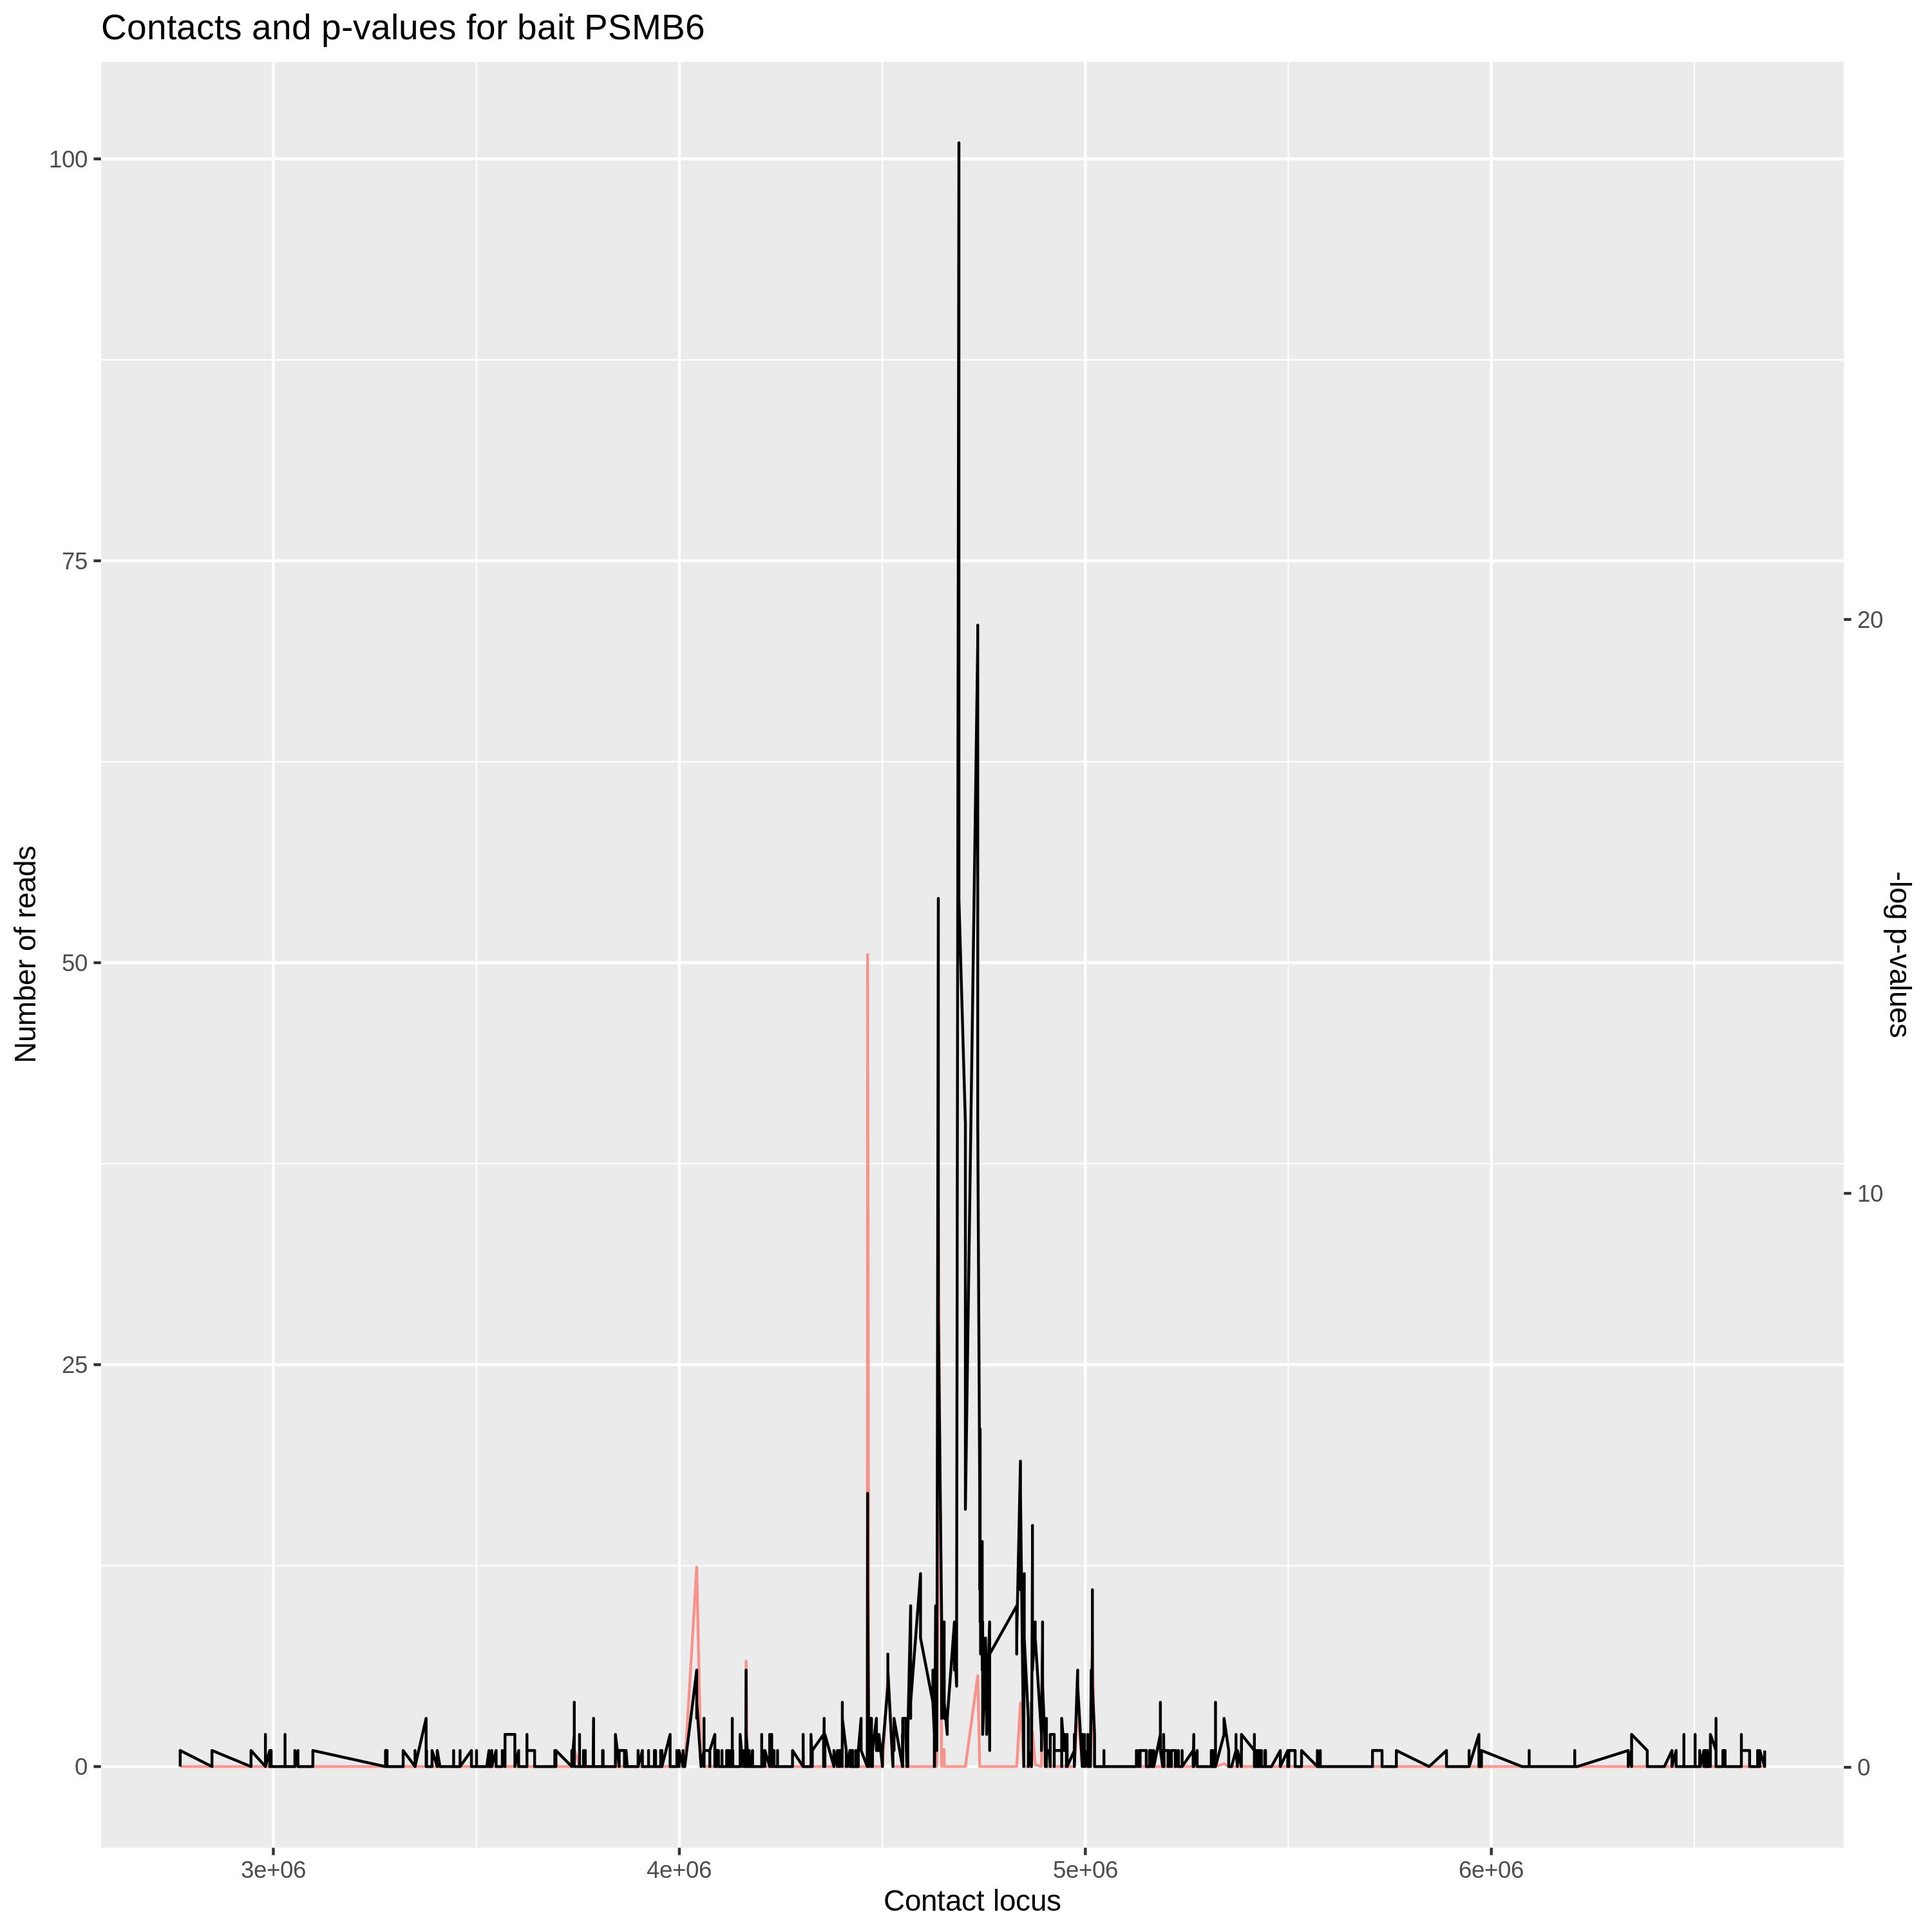 Contacts and p-values for bait PSMB6
100
75
50
25
0
Number of reads
20
10
0
-log p-values
3e+06 4e+06 5e+06 6e+06
Contact locus